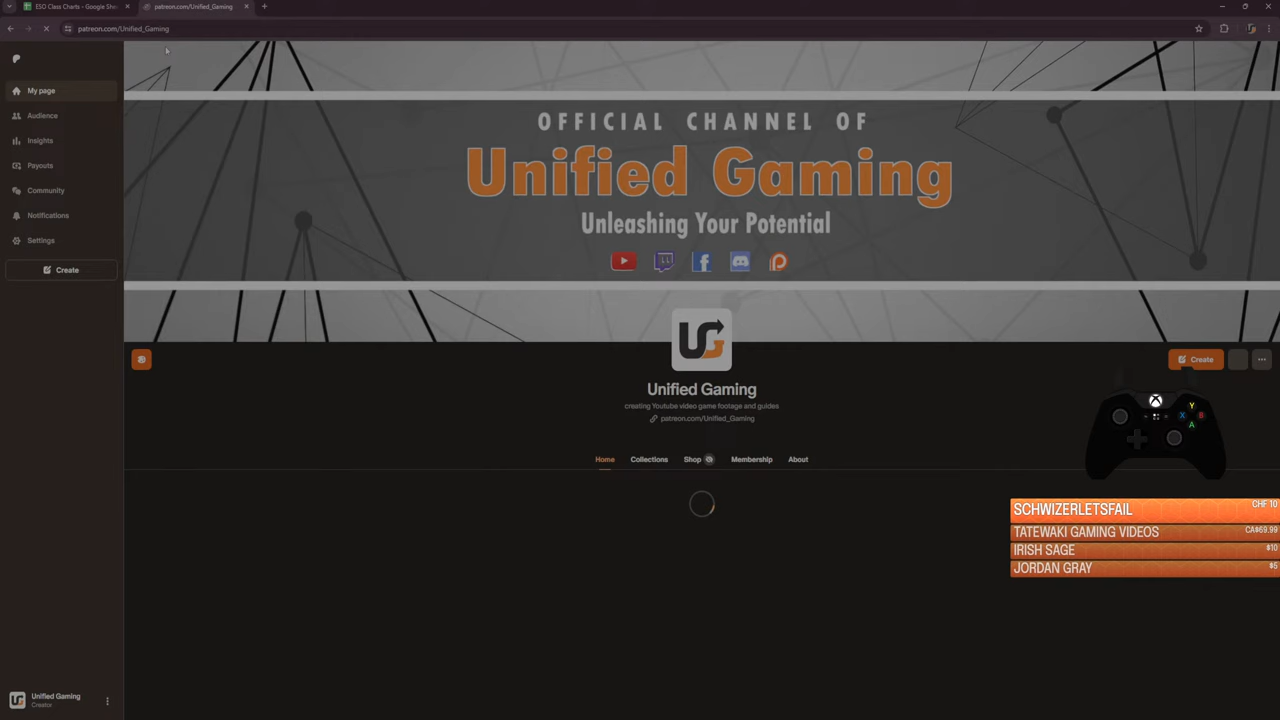 ESO Class Charts - Google She
patreon.com/Unified_Gaming
patreon.com/Unified_Gaming
My page
Audience
Insights
Payouts
Community
Notifications
Settings
Create
OFFICIAL CHANNEL OF
Unified Gaming
Unleashing Your Potential
UG
Create
Unified Gaming
creating Youtube video game footage and guides
patreon.com/Unified_Gaming
Home Collections Shop Membership About
Y
X B
A
SCHWIZERLETSFAIL CHF 10
TATEWAKI GAMING VIDEOS CA$69.99
IRISH SAGE $10
JORDAN GRAY $5
UG
Unified Gaming
Creator